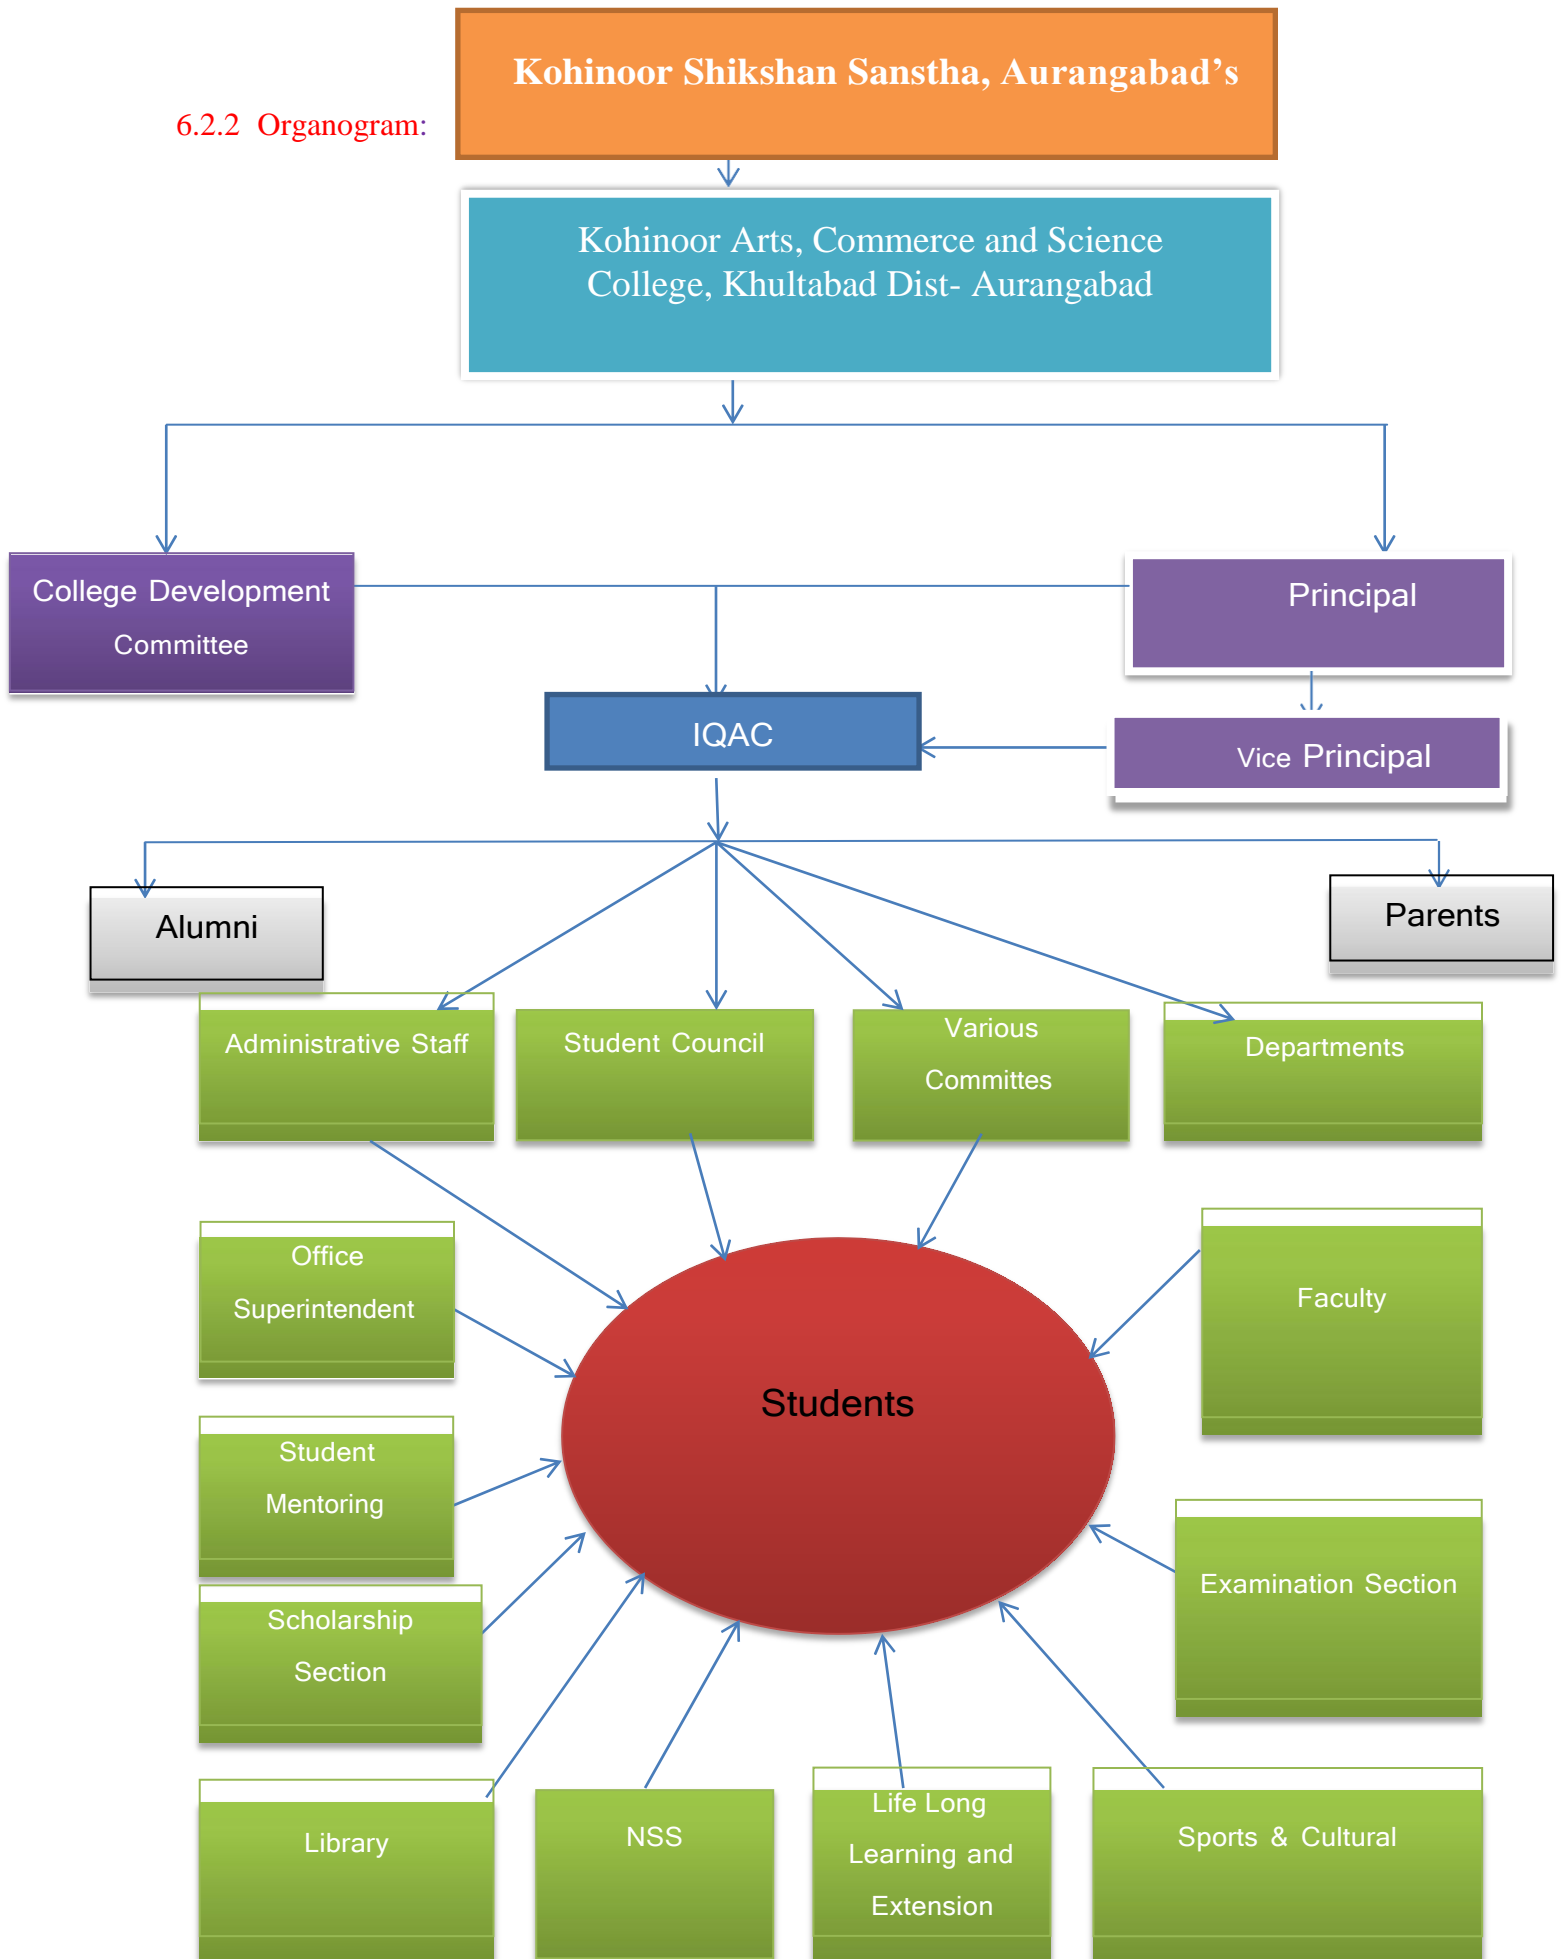 Kohinoor Shikshan Sanstha, Aurangabad’s
6.2.2 Organogram:
Kohinoor Arts, Commerce and Science
College, Khultabad Dist- Aurangabad
College Development
Committee
Principal
IQAC
Vice Principal
Alumni
Parents
Administrative Staff
Student Council
Various
Committes
Departments
Office
Superintendent
Faculty
Students
Student
Mentoring
Examination Section
Scholarship
Section
Library
NSS
Life Long
Learning and
Extension
Sports & Cultural